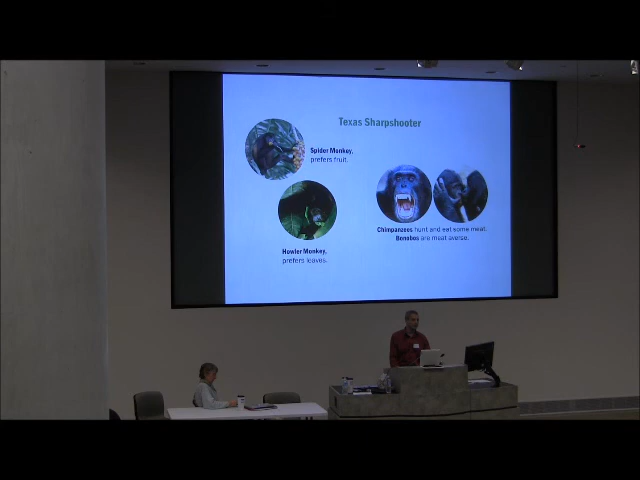 Texas Sharpshooter
Spider Monkey,
prefers fruit.
Howler Monkey,
prefers leaves.
Chimpanzees hunt and eat some meat.
Bonobos are meat averse.